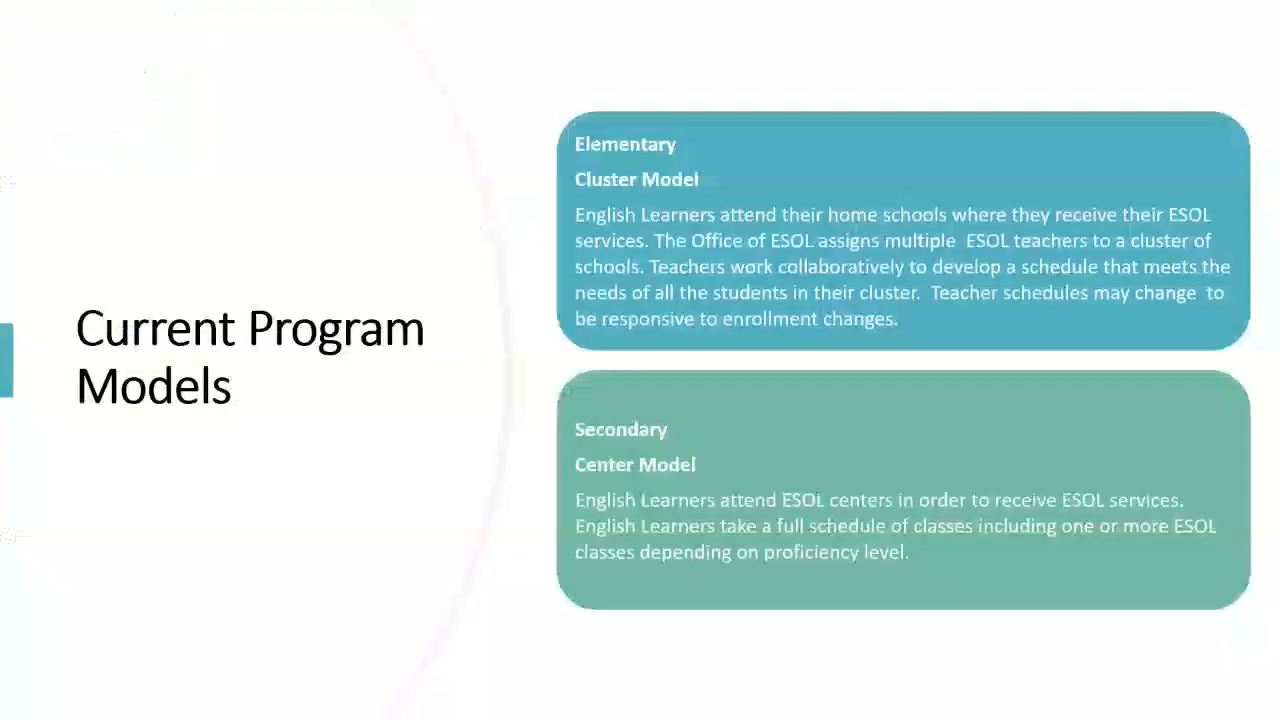 Current Program
Models
Elementary
Cluster Model
English Learners attend their home schools where they receive their ESOL
services. The Office of ESOL assigns multiple  ESOL teachers to a cluster of
schools. Teachers work collaboratively to develop a schedule that meets the
needs of all the students in their cluster.  Teacher schedules may change  to
be responsive to enrollment changes.
Secondary
Center Model
English Learners attend ESOL centers in order to receive ESOL services.
English Learners take a full schedule of classes including one or more ESOL
classes depending on proficiency level.